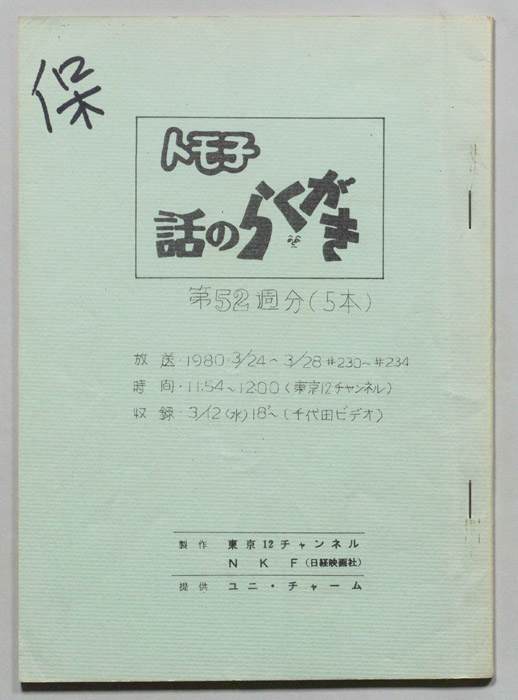 保
トモ子
話のらくがき
第52週分(5本)
放送・1980・3/24～3/28 #230～#234
時間・11:54～12:00(東京12チャンネル)
収録・3/12(水)18°～(千代田ビデオ)
製作 東京12チャンネル
NKF(日経映画社)
提供 ユニ・チャーム